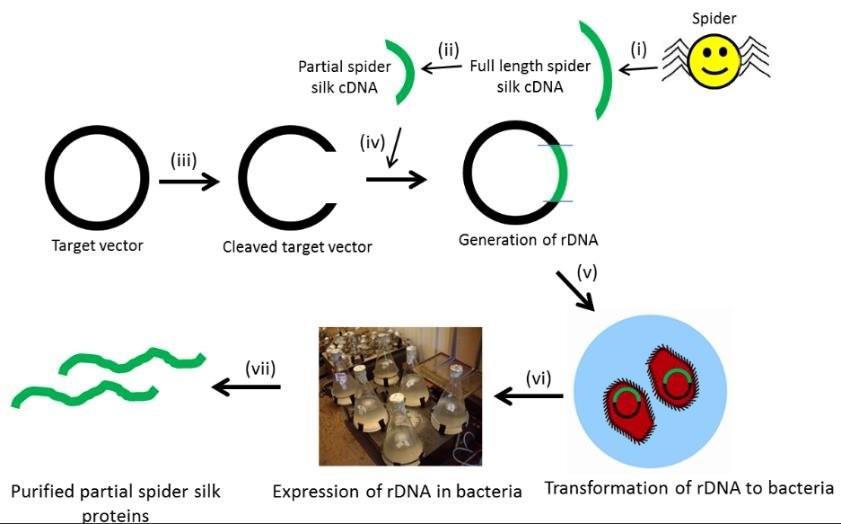 Spider
(i)
Full length spider
silk cDNA
(ii)
Partial spider
silk cDNA
(iii)
(iv)
Target vector
Cleaved target vector
Generation of rDNA
(v)
(vi)
(vii)
Transformation of rDNA to bacteria
Expression of rDNA in bacteria
Purified partial spider silk
proteins